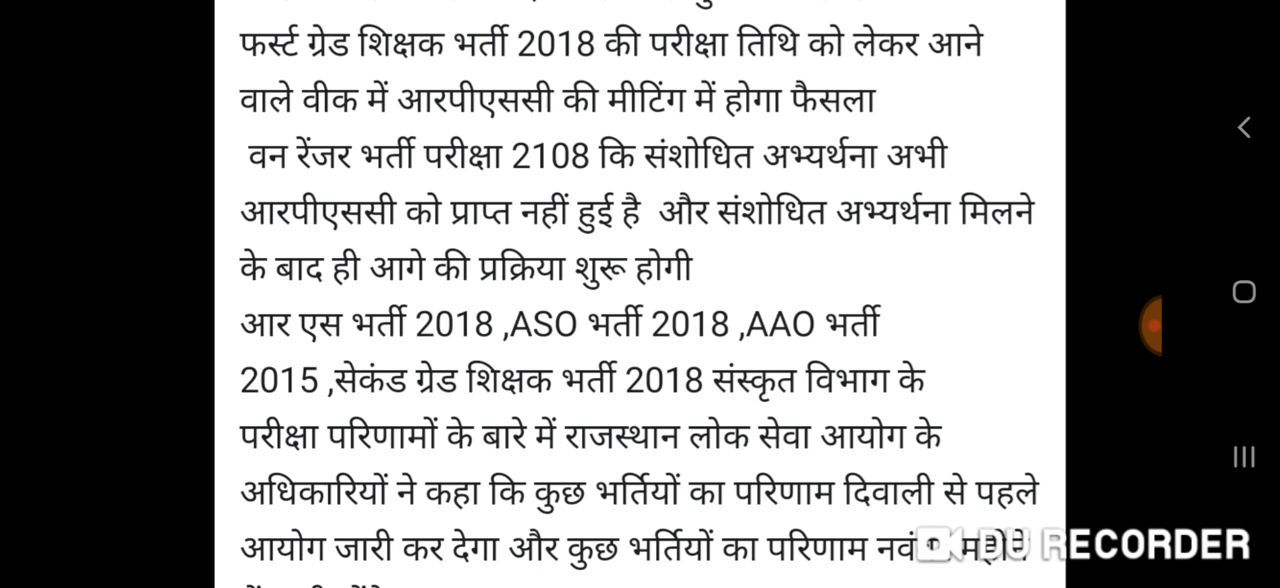 फर्स्ट ग्रेड शिक्षक भर्ती 2018 की परीक्षा तिथि को लेकर आने
वाले वीक में आरपीएससी की मीटिंग में होगा फैसला
वन रेंजर भर्ती परीक्षा 2108 कि संशोधित अभ्यर्थना अभी
आरपीएससी को प्राप्त नहीं हुई है और संशोधित अभ्यर्थना मिलने
के बाद ही आगे की प्रक्रिया शुरू होगी
आर एस भर्ती 2018 ,ASO भर्ती 2018 ,AAO भर्ती
2015 ,सेकंड ग्रेड शिक्षक भर्ती 2018 संस्कृत विभाग के
परीक्षा परिणामों के बारे में राजस्थान लोक सेवा आयोग के
अधिकारियों ने कहा कि कुछ भर्तियों का परिणाम दिवाली से पहले
आयोग जारी कर देगा और कुछ भर्तियों का परिणाम
DU RECORDER